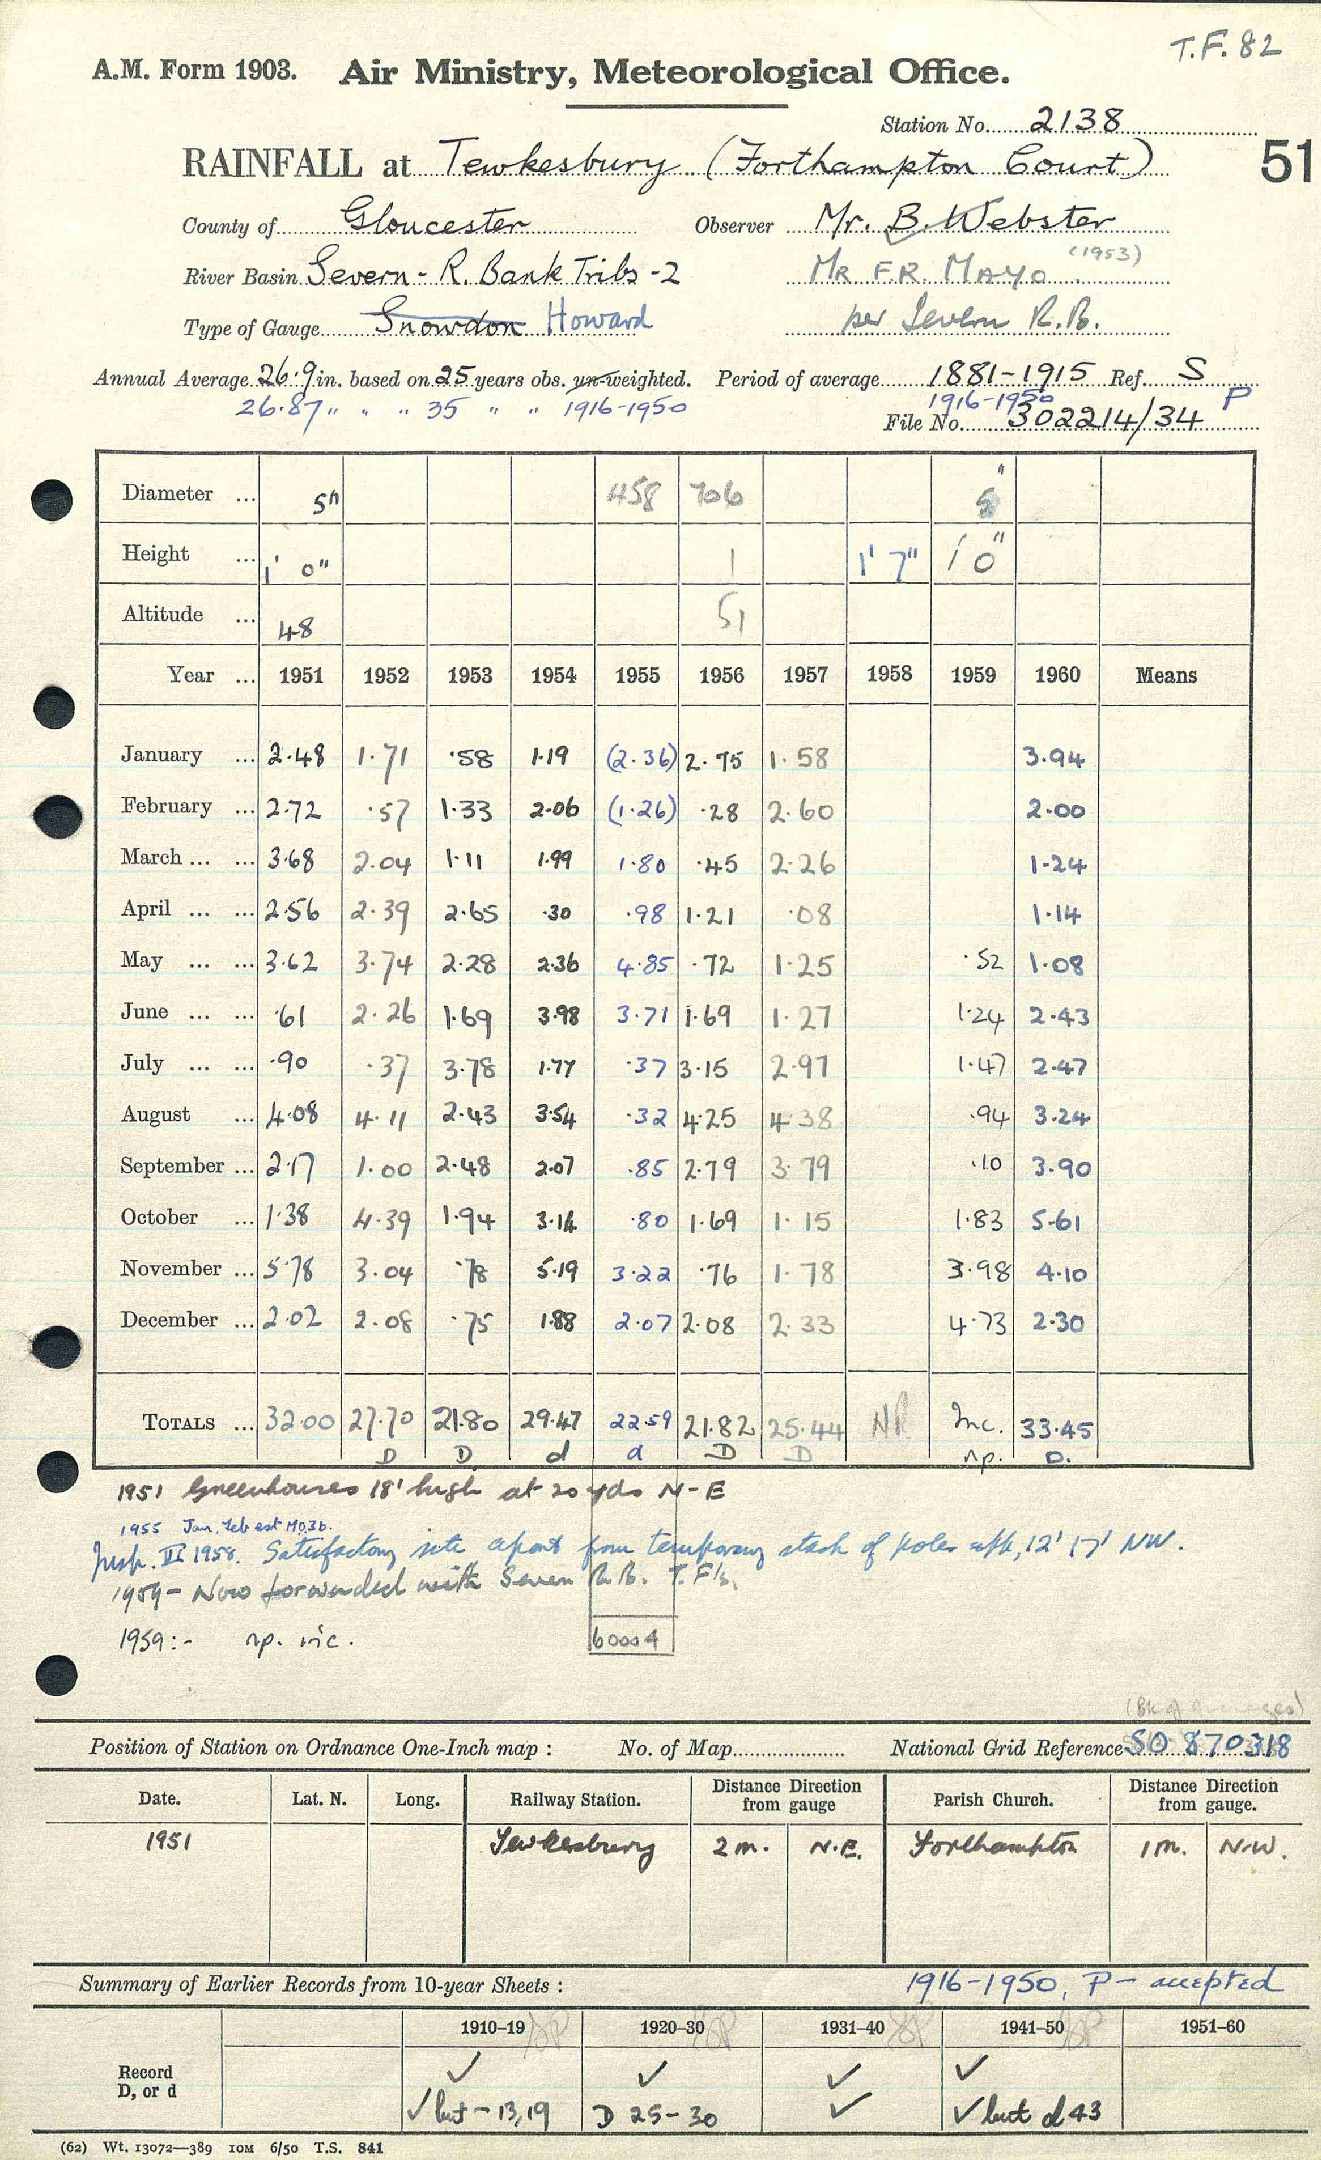 T.F. 82
A.M. Form 1903. Air Ministry, Meteorological Office.
Station No. 2138
RAINFALL at Tewkesbury (Forthampton Court) 51
County of Gloucester Observer Mr. B. Webster
River Basin Severn - R. Bank Tribs -2 MR F.R. MAYO (1953)
Type of Gauge Snowdon Howard per Severn R.B.
Annual Average 26.9 in. based on 25 years obs. un-weighted. Period of average 1881-1915 Ref. S
26.87 " " " 35 " " 1916-1950 1916-1950 P
File No. 302214/34
Diameter ... 5" 458 706 5"
Height ... 1' 0" 1 1' 7" 1' 0"
Altitude ... 48 51
Year ... 1951 1952 1953 1954 1955 1956 1957 1958 1959 1960 Means
January ... 2.48 1.71 .58 1.19 (2.36) 2.75 1.58 3.94
February ... 2.72 .57 1.33 2.06 (1.26) .28 2.60 2.00
March ... ... 3.68 2.04 1.11 1.99 1.80 .45 2.26 1.24
April ... ... 2.56 2.39 2.65 .30 .98 1.21 .08 1.14
May ... ... 3.62 3.74 2.28 2.36 4.85 .72 1.25 .52 1.08
June ... ... .61 2.26 1.69 3.98 3.71 1.69 1.27 1.24 2.43
July ... ... .90 .37 3.78 1.77 .37 3.15 2.97 1.47 2.47
August ... 4.08 4.11 2.43 3.54 .32 4.25 4.38 .94 3.24
September ... 2.17 1.00 2.48 2.07 .85 2.79 3.79 .10 3.90
October ... 1.38 4.39 1.94 3.14 .80 1.69 1.15 1.83 5.61
November ... 5.78 3.04 .78 5.19 3.22 .76 1.78 3.98 4.10
December ... 2.02 2.08 .75 1.88 2.07 2.08 2.33 4.73 2.30
TOTALS ... 32.00 27.70 21.80 29.47 22.59 21.82 25.44 NR Inc. 33.45
D D d d D D np. D.
1951 Greenhouses 18' high at 20 yds N-E
1955 Jan. Feb est MO3b.
Insp. IX 1958. Satisfactory site apart from temporary stack of poles 12' 17' NW.
1959 - Now forwarded with Severn R.B. T.F's.
1959:- np. inc.
60004
Position of Station on Ordnance One-Inch map : No. of Map National Grid Reference SO 870318
Date. Lat. N. Long. Railway Station. Distance Direction from gauge Parish Church. Distance Direction from gauge.
1951 Tewkesbury 2 m. N.E. Forthampton 1 m. N.W.
Summary of Earlier Records from 10-year Sheets : 1916-1950, P - accepted
1910-19 1920-30 1931-40 1941-50 1951-60
Record ✓ ✓ ✓ ✓
D, or d ✓ but - 13,19 D 25-30 ✓ ✓ but d 43
(62) Wt. 13072—389 10M 6/50 T.S. 841